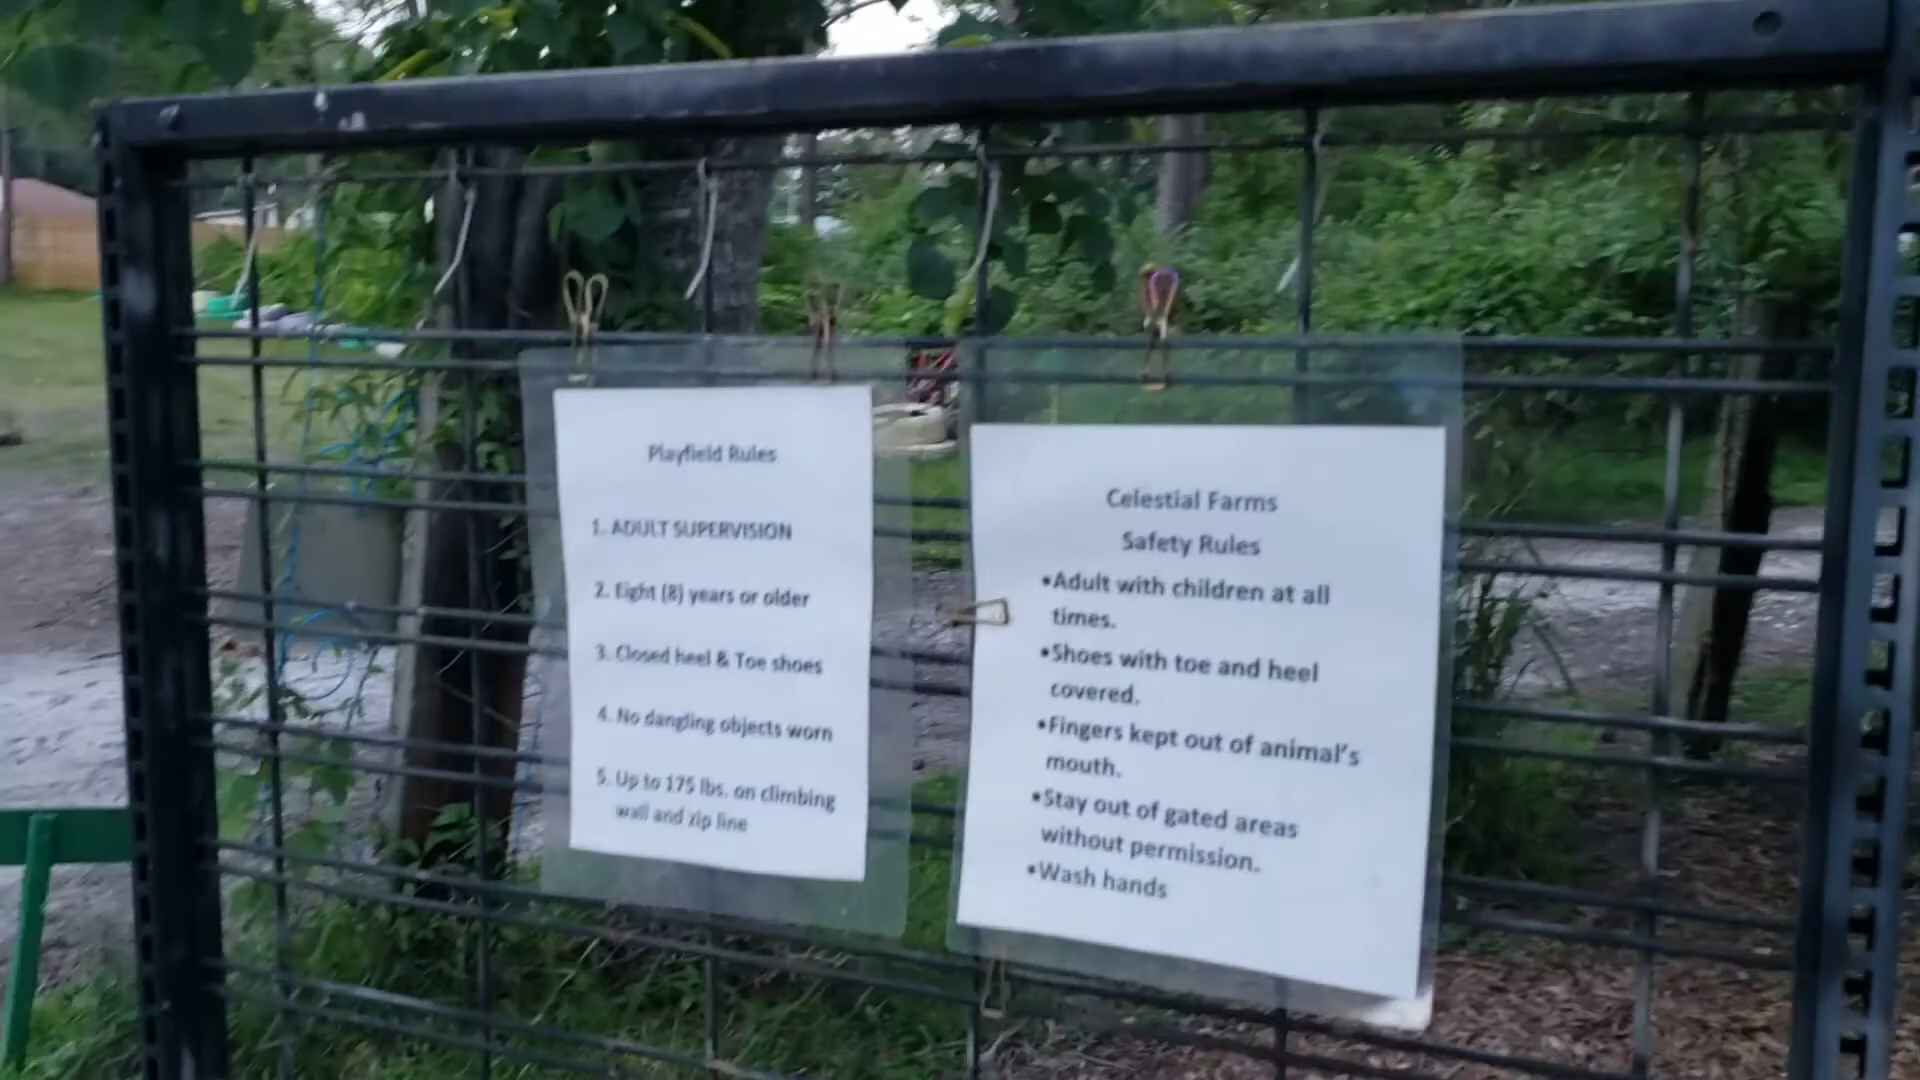 Playfield Rules
1. ADULT SUPERVISION
2. Eight (8) years or older
3. Closed heel & Toe shoes
4. No dangling objects worn
5. Up to 175 lbs. on climbing
wall and zip line
Celestial Farms
Safety Rules
•Adult with children at all
times.
•Shoes with toe and heel
covered.
•Fingers kept out of animal's
mouth.
•Stay out of gated areas
without permission.
•Wash hands